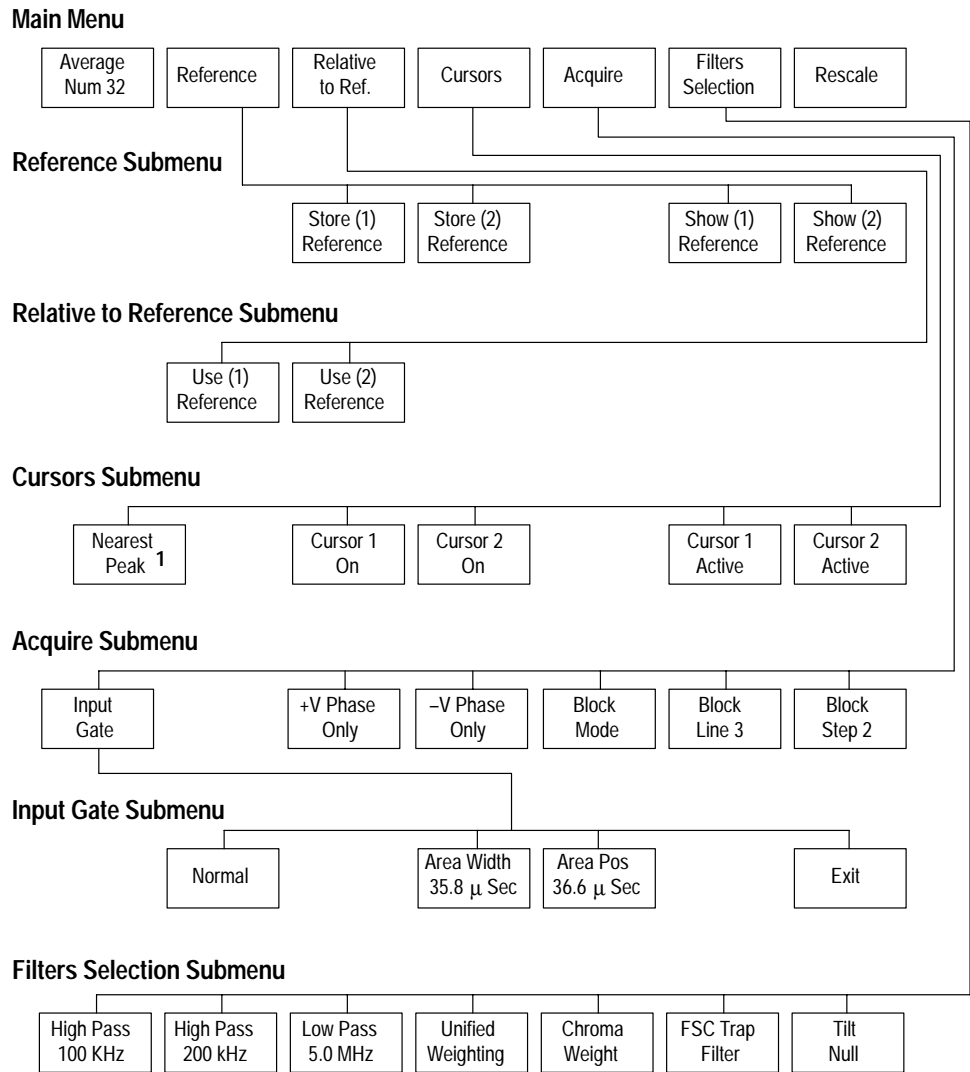 Main Menu
Average
Num 32
Reference
Relative
to Ref.
Cursors
Acquire
Filters
Selection
Rescale
Reference Submenu
Store (1)
Reference
Store (2)
Reference
Show (1)
Reference
Show (2)
Reference
Relative to Reference Submenu
Use (1)
Reference
Use (2)
Reference
Cursors Submenu
Nearest
Peak 1
Cursor 1
On
Cursor 2
On
Cursor 1
Active
Cursor 2
Active
Acquire Submenu
Input
Gate
+V Phase
Only
–V Phase
Only
Block
Mode
Block
Line 3
Block
Step 2
Input Gate Submenu
Normal
Area Width
35.8 μ Sec
Area Pos
36.6 μ Sec
Exit
Filters Selection Submenu
High Pass
100 KHz
High Pass
200 kHz
Low Pass
5.0 MHz
Unified
Weighting
Chroma
Weight
FSC Trap
Filter
Tilt
Null